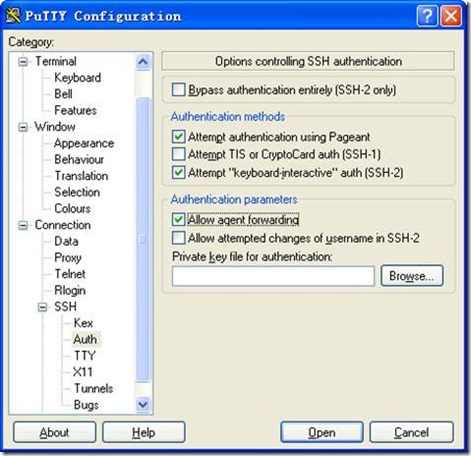 PuTTY Configuration
Category:
Terminal
Keyboard
Bell
Features
Window
Appearance
Behaviour
Translation
Selection
Colours
Connection
Data
Proxy
Telnet
Rlogin
SSH
Kex
Auth
TTY
X11
Tunnels
Bugs
Options controlling SSH authentication
Bypass authentication entirely (SSH-2 only)
Authentication methods
Attempt authentication using Pageant
Attempt TIS or CryptoCard auth (SSH-1)
Attempt "keyboard-interactive" auth (SSH-2)
Authentication parameters
Allow agent forwarding
Allow attempted changes of username in SSH-2
Private key file for authentication:
Browse...
About
Help
Open
Cancel